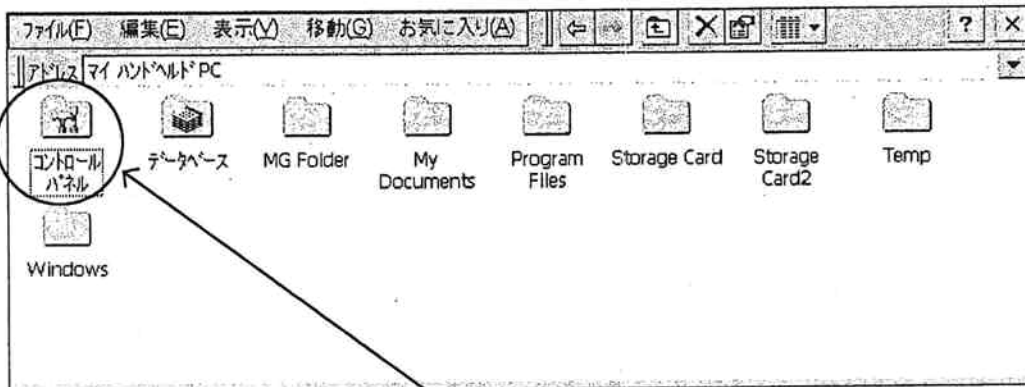 ファイル(F) 編集(E) 表示(V) 移動(G) お気に入り(A) ? ×
アドレス マイ ハンドヘルド PC
コントロール データベース MG Folder My Program Storage Card Storage Temp
パネル Documents Files Card2
Windows